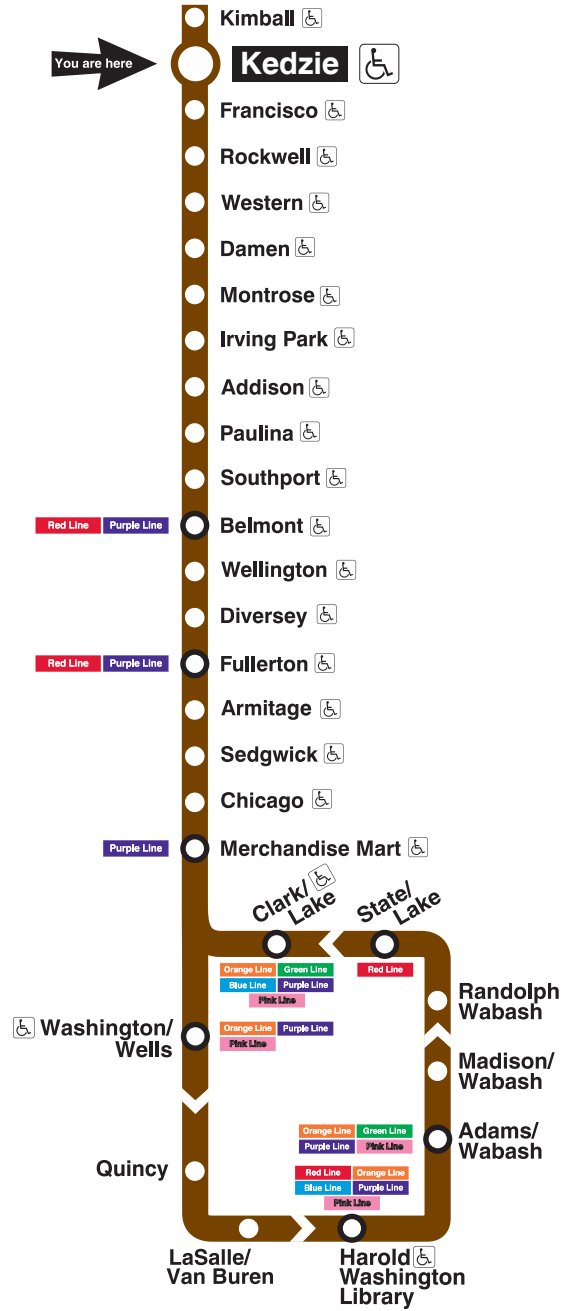 Kimball
You are here
Kedzie
Francisco
Rockwell
Western
Damen
Montrose
Irving Park
Addison
Paulina
Southport
Red Line Purple Line Belmont
Wellington
Diversey
Red Line Purple Line Fullerton
Armitage
Sedgwick
Chicago
Purple Line Merchandise Mart
Clark/
Lake
State/
Lake
Orange Line Green Line
Blue Line Purple Line
Pink Line
Red Line
Randolph
Wabash
Washington/
Wells
Orange Line Purple Line
Pink Line
Madison/
Wabash
Orange Line Green Line
Purple Line Pink Line
Adams/
Wabash
Quincy
Red Line Orange Line
Blue Line Purple Line
Pink Line
LaSalle/
Van Buren
Harold
Washington
Library